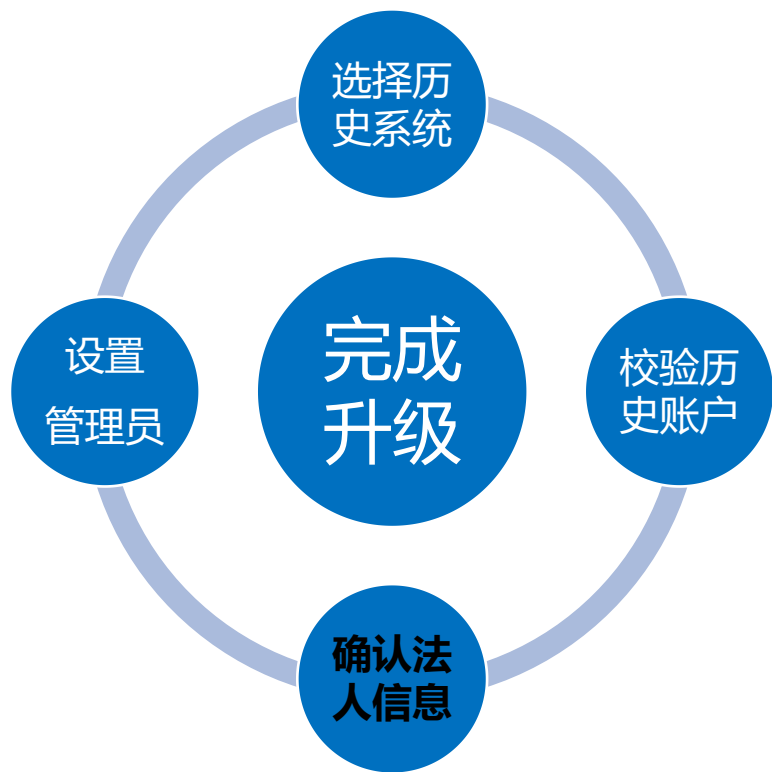 选择历
史系统
校验历
史账户
确认法
人信息
设置
管理员
完成
升级